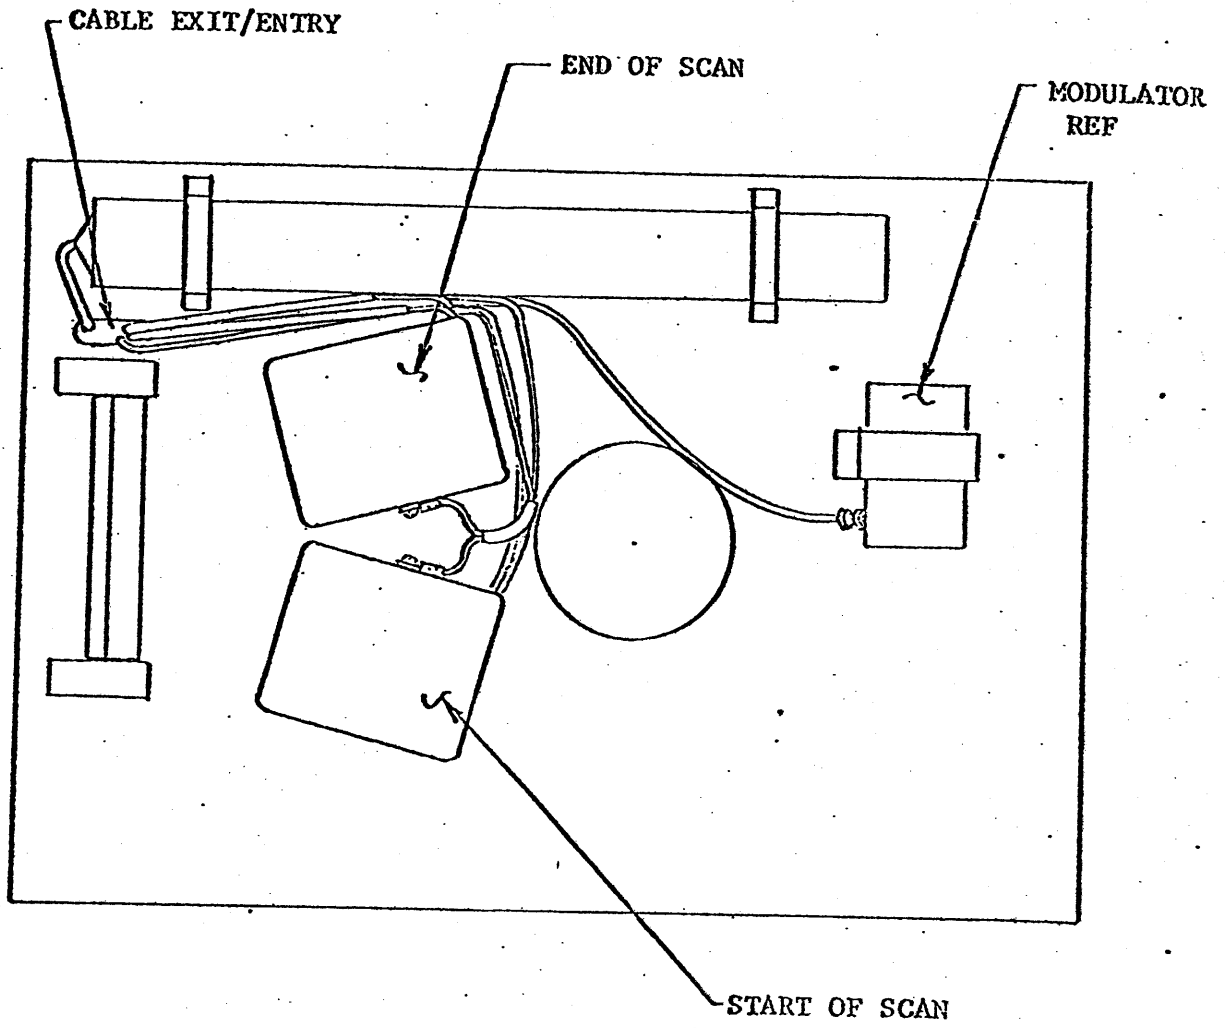 CABLE EXIT/ENTRY
END OF SCAN
MODULATOR
REF
START OF SCAN